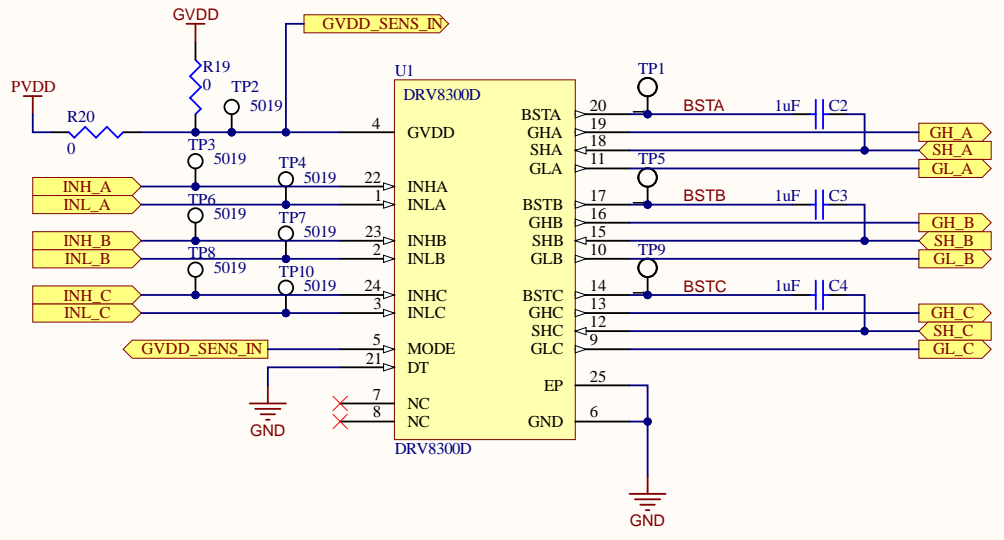 GVDD
GVDD_SENS_IN
PVDD
R19
0
R20
0
TP2
5019
U1
DRV8300D
4
GVDD
TP3
5019
TP4
5019
INH_A
22
INHA
INL_A
1
INLA
TP6
5019
TP7
5019
INH_B
23
INHB
INL_B
2
INLB
TP8
5019
TP10
5019
INH_C
24
INHC
INL_C
3
INLC
GVDD_SENS_IN
5
MODE
21
DT
GND
7
NC
8
NC
TP1
BSTA
20
BSTA
1uF
C2
GHA
19
GH_A
SHA
18
SH_A
GLA
11
GL_A
TP5
BSTB
17
BSTB
1uF
C3
GHB
16
GH_B
SHB
15
SH_B
GLB
10
GL_B
TP9
BSTC
14
BSTC
1uF
C4
GHC
13
GH_C
SHC
12
SH_C
GLC
9
GL_C
EP
25
GND
6
DRV8300D
GND